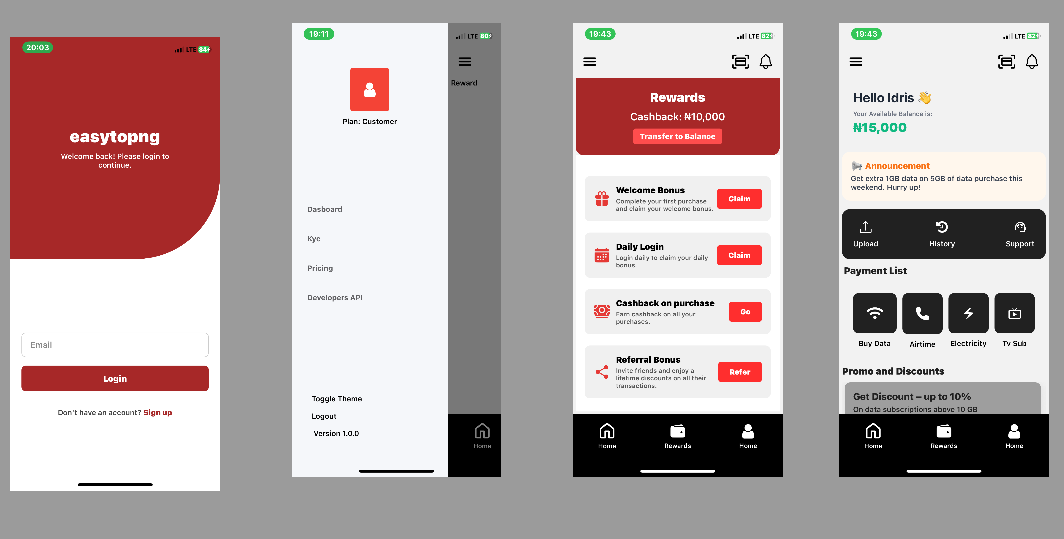 20:03
LTE 84
easytopng
Welcome back! Please login to
continue.
Email
Login
Don't have an account? Sign up
19:11
LTE 80
Reward
Plan: Customer
Dasboard
Kyc
Pricing
Developers API
Toggle Theme
Logout
Version 1.0.0
Home
19:43
LTE 82
Rewards
Cashback: ₦10,000
Transfer to Balance
Welcome Bonus
Complete your first purchase
and claim your welcome bonus.
Claim
Daily Login
Login daily to claim your daily
bonus
Claim
Cashback on purchase
Earn cashback on all your
purchases.
Go
Referral Bonus
Invite friends and enjoy a
lifetime discounts on all their
transactions.
Refer
Home
Rewards
Home
19:43
LTE 82
Hello Idris 👋
Your Available Balance is:
₦15,000
Announcement
Get extra 1GB data on 5GB of data purchase this
weekend. Hurry up!
Upload
History
Support
Payment List
Buy Data
Airtime
Electricity
Tv Sub
Promo and Discounts
Get Discount – up to 10%
On data subscriptions above 10 GB
Home
Rewards
Home